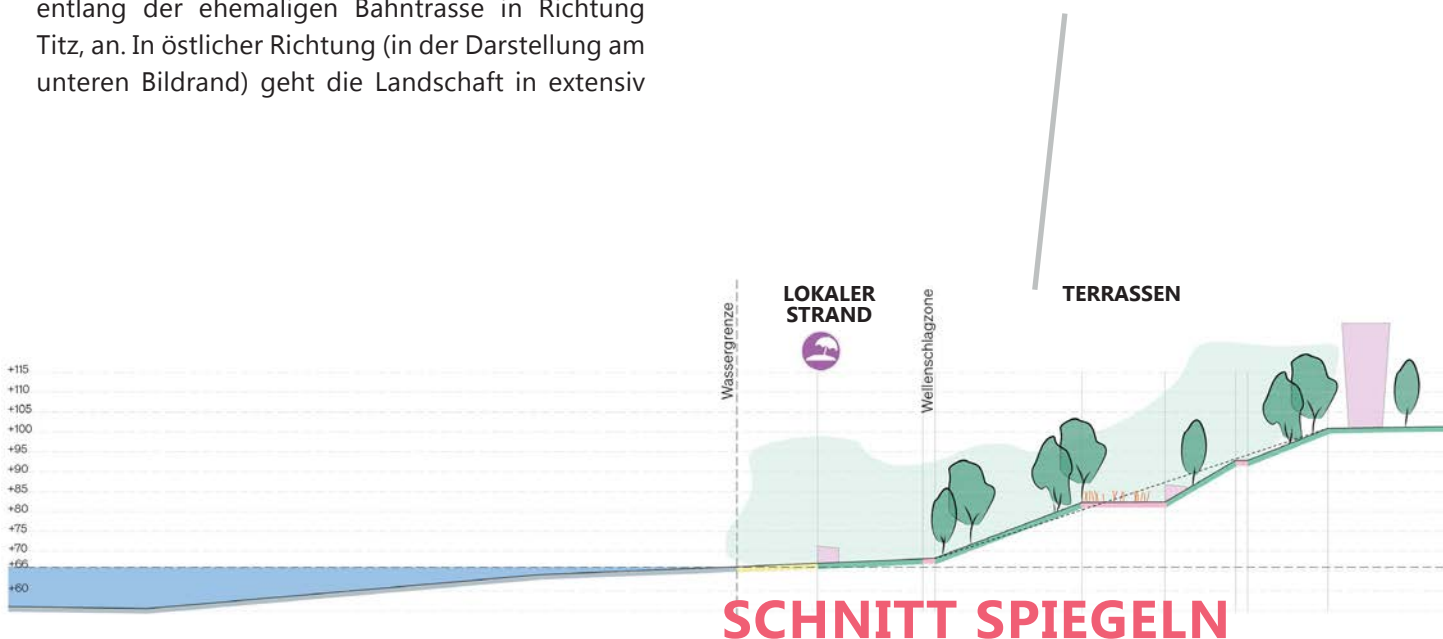 entlang der ehemaligen Bahntrasse in Richtung
Titz, an. In östlicher Richtung (in der Darstellung am
unteren Bildrand) geht die Landschaft in extensiv
Wassergrenze
LOKALER
STRAND
Wellenschlagzone
TERRASSEN
+115
+110
+105
+100
+95
+90
+85
+80
+75
+70
+66
+60
SCHNITT SPIEGELN